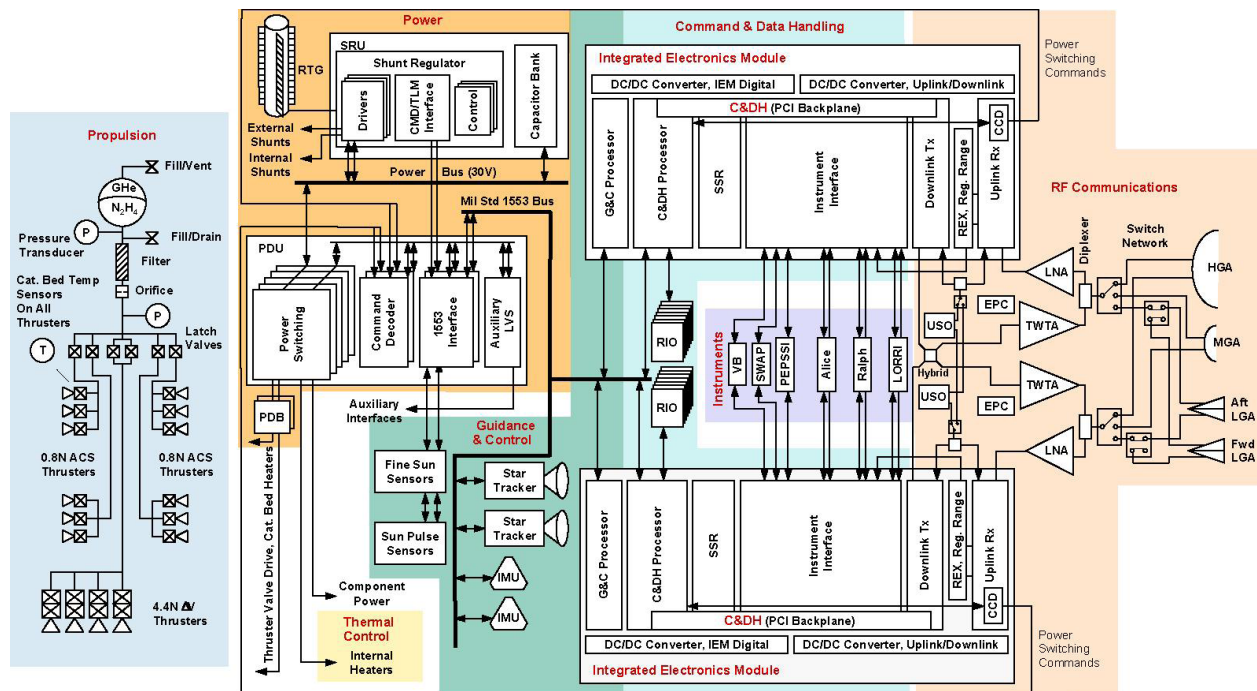 Propulsion
GHe
N₂H₄
Fill/Vent
P
Pressure
Transducer
Fill/Drain
Filter
Cat. Bed Temp
Sensors
On All
Thrusters
Orifice
P
Latch
Valves
T
0.8N ACS
Thrusters
0.8N ACS
Thrusters
4.4N ΔV
Thrusters
Power
RTG
SRU
Shunt Regulator
Drivers
CMD/TLM
Interface
Control
Capacitor Bank
External
Shunts
Internal
Shunts
Power Bus (30V)
Mil Std 1553 Bus
PDU
Power
Switching
Command
Decoder
1553
Interface
Auxiliary
LVS
PDB
Auxiliary
Interfaces
Thruster Valve Drive, Cat. Bed Heaters
Component
Power
Thermal
Control
Internal
Heaters
Guidance
& Control
Fine Sun
Sensors
Sun Pulse
Sensors
Star
Tracker
Star
Tracker
IMU
IMU
Command & Data Handling
Integrated Electronics Module
DC/DC Converter, IEM Digital
DC/DC Converter, Uplink/Downlink
C&DH (PCI Backplane)
G&C Processor
C&DH Processor
SSR
Instrument
Interface
Downlink Tx
REX, Reg. Range
Uplink Rx
CCD
RIO
RIO
Instruments
VB
SWAP
PEPSSI
Alice
Ralph
LORRI
G&C Processor
C&DH Processor
SSR
Instrument
Interface
Downlink Tx
REX, Reg. Range
Uplink Rx
CCD
C&DH (PCI Backplane)
DC/DC Converter, IEM Digital
DC/DC Converter, Uplink/Downlink
Integrated Electronics Module
Power
Switching
Commands
RF Communications
Switch
Network
Diplexer
LNA
HGA
EPC
USO
TWTA
MGA
Hybrid
TWTA
USO
EPC
Aft
LGA
LNA
Fwd
LGA
Power
Switching
Commands